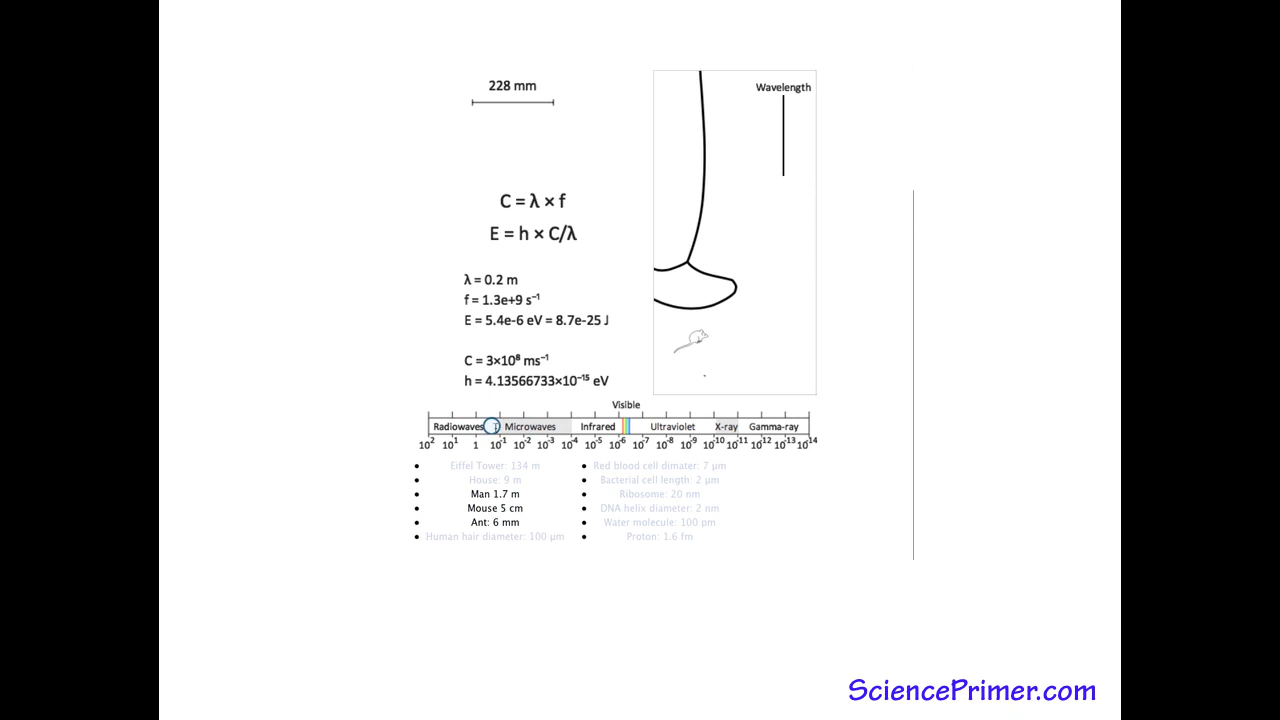 228 mm
Wavelength
C = λ × f
E = h × C/λ
λ = 0.2 m
f = 1.3e+9 s⁻¹
E = 5.4e-6 eV = 8.7e-25 J
C = 3×10⁸ ms⁻¹
h = 4.13566733×10⁻¹⁵ eV
Visible
Radiowaves Microwaves Infrared Ultraviolet X-ray Gamma-ray
10² 10¹ 1 10⁻¹ 10⁻² 10⁻³ 10⁻⁴ 10⁻⁵ 10⁻⁶ 10⁻⁷ 10⁻⁸ 10⁻⁹ 10⁻¹⁰ 10⁻¹¹ 10⁻¹² 10⁻¹³ 10⁻¹⁴
• Eiffel Tower: 134 m
• House: 9 m
• Man 1.7 m
• Mouse 5 cm
• Ant: 6 mm
• Human hair diameter: 100 µm
• Red blood cell dimater: 7 µm
• Bacterial cell length: 2 µm
• Ribosome: 20 nm
• DNA helix diameter: 2 nm
• Water molecule: 100 pm
• Proton: 1.6 fm
SciencePrimer.com